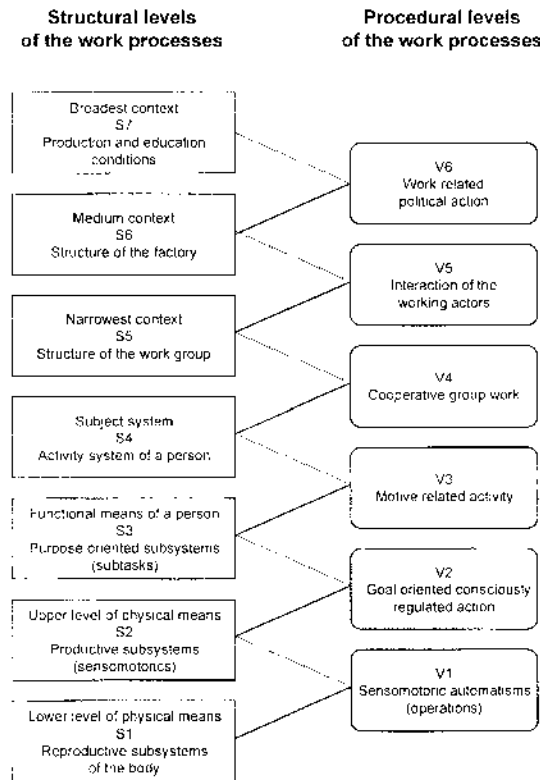 Structural levels
of the work processes
Procedural levels
of the work processes
Broadest context
S7
Production and education
conditions
Medium context
S6
Structure of the factory
Narrowest context
S5
Structure of the work group
Subject system
S4
Activity system of a person
Functional means of a person
S3
Purpose oriented subsystems
(subtasks)
Upper level of physical means
S2
Productive subsystems
(sensomotorics)
Lower level of physical means
S1
Reproductive subsystems
of the body
V6
Work related
political action
V5
Interaction of the
working actors
V4
Cooperative group work
V3
Motive related activity
V2
Goal oriented consciously
regulated action
V1
Sensomotoric automatisms
(operations)